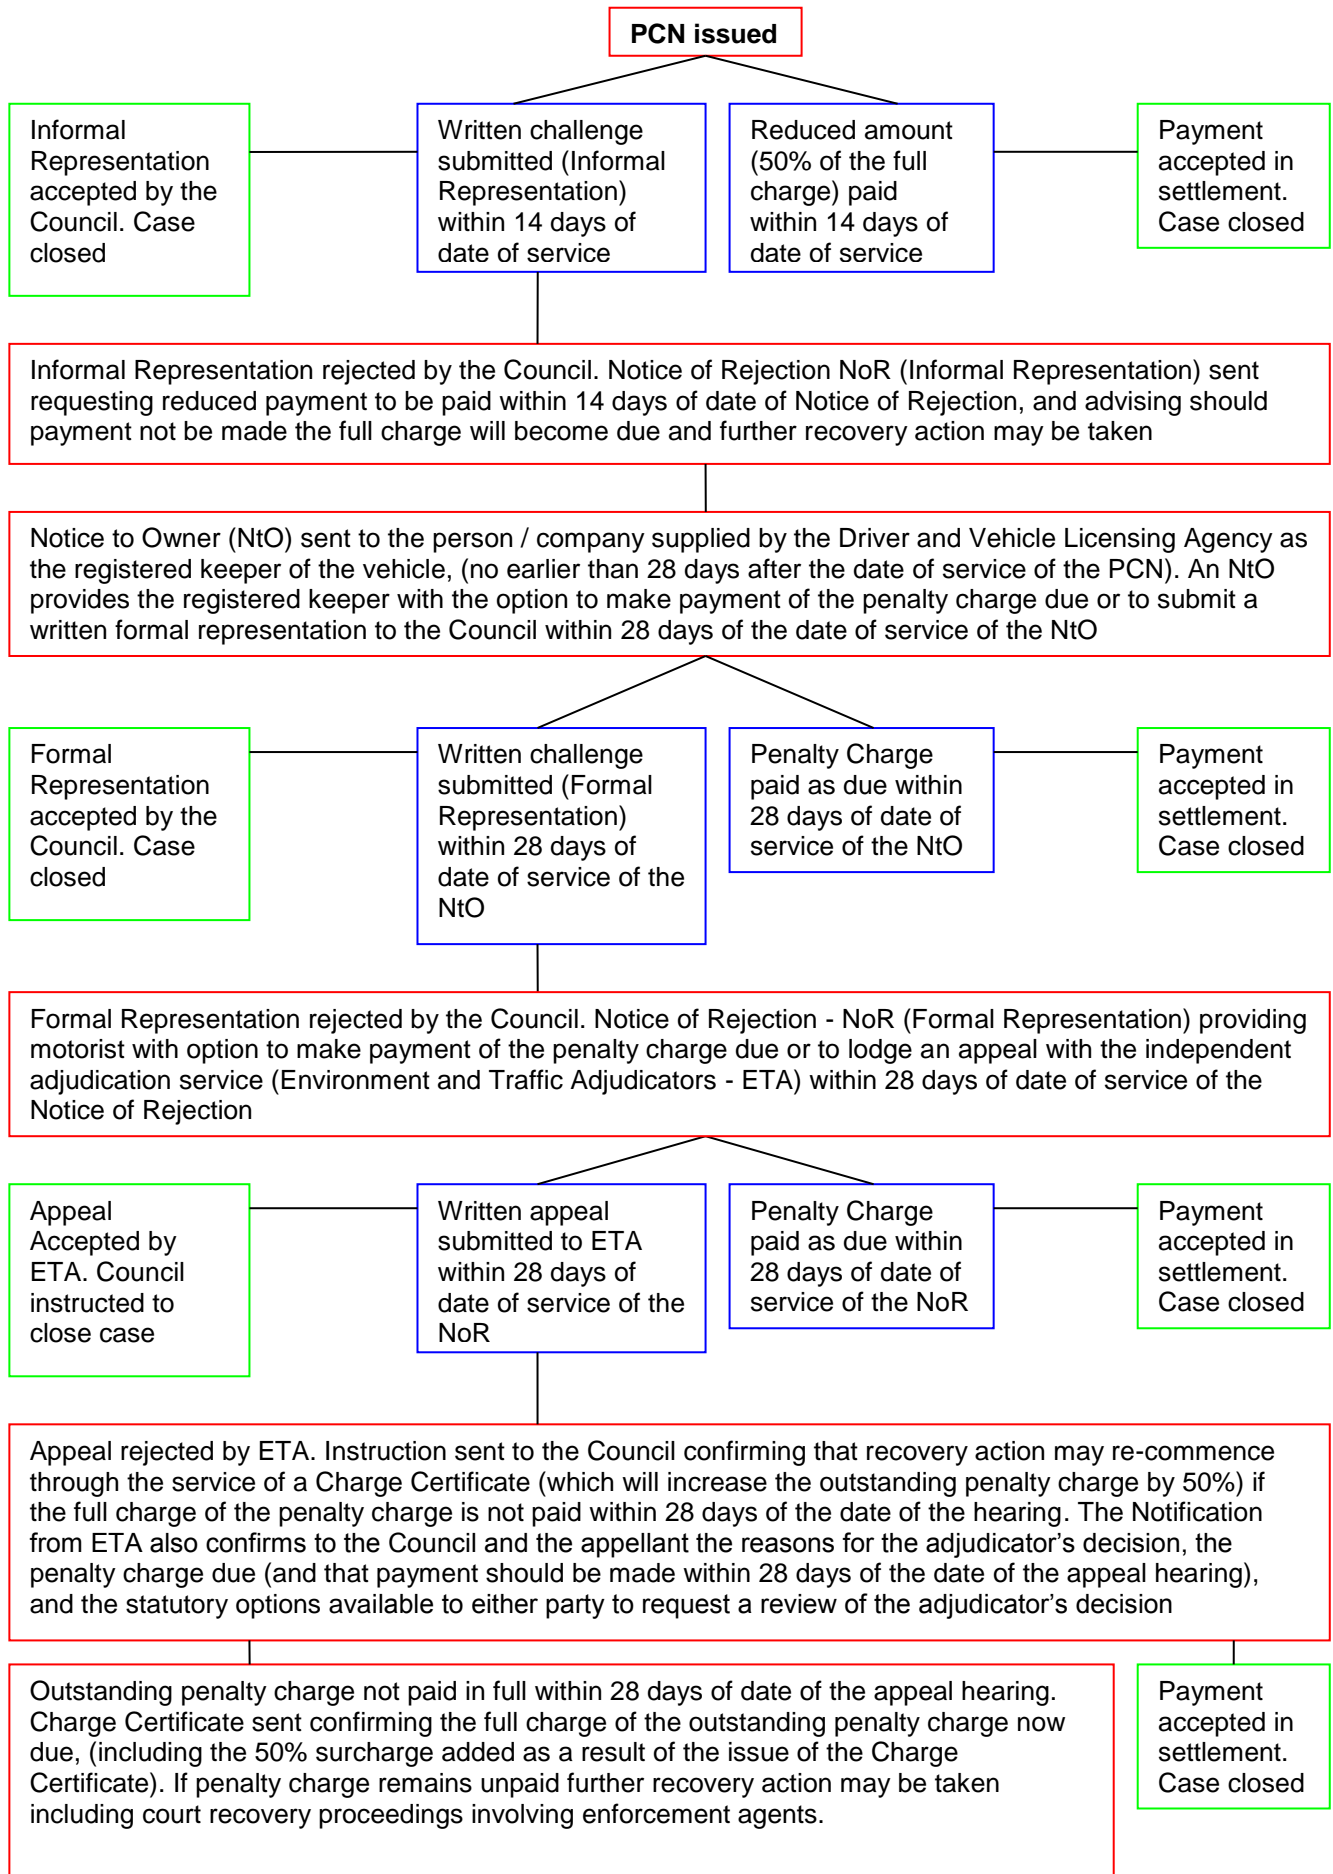 PCN issued
Informal
Representation
accepted by the
Council. Case
closed
Written challenge
submitted (Informal
Representation)
within 14 days of
date of service
Reduced amount
(50% of the full
charge) paid
within 14 days of
date of service
Payment
accepted in
settlement.
Case closed
Informal Representation rejected by the Council. Notice of Rejection NoR (Informal Representation) sent
requesting reduced payment to be paid within 14 days of date of Notice of Rejection, and advising should
payment not be made the full charge will become due and further recovery action may be taken
Notice to Owner (NtO) sent to the person / company supplied by the Driver and Vehicle Licensing Agency as
the registered keeper of the vehicle, (no earlier than 28 days after the date of service of the PCN). An NtO
provides the registered keeper with the option to make payment of the penalty charge due or to submit a
written formal representation to the Council within 28 days of the date of service of the NtO
Formal
Representation
accepted by the
Council. Case
closed
Written challenge
submitted (Formal
Representation)
within 28 days of
date of service of the
NtO
Penalty Charge
paid as due within
28 days of date of
service of the NtO
Payment
accepted in
settlement.
Case closed
Formal Representation rejected by the Council. Notice of Rejection - NoR (Formal Representation) providing
motorist with option to make payment of the penalty charge due or to lodge an appeal with the independent
adjudication service (Environment and Traffic Adjudicators - ETA) within 28 days of date of service of the
Notice of Rejection
Appeal
Accepted by
ETA. Council
instructed to
close case
Written appeal
submitted to ETA
within 28 days of
date of service of the
NoR
Penalty Charge
paid as due within
28 days of date of
service of the NoR
Payment
accepted in
settlement.
Case closed
Appeal rejected by ETA. Instruction sent to the Council confirming that recovery action may re-commence
through the service of a Charge Certificate (which will increase the outstanding penalty charge by 50%) if
the full charge of the penalty charge is not paid within 28 days of the date of the hearing. The Notification
from ETA also confirms to the Council and the appellant the reasons for the adjudicator's decision, the
penalty charge due (and that payment should be made within 28 days of the date of the appeal hearing),
and the statutory options available to either party to request a review of the adjudicator's decision
Outstanding penalty charge not paid in full within 28 days of date of the appeal hearing.
Charge Certificate sent confirming the full charge of the outstanding penalty charge now
due, (including the 50% surcharge added as a result of the issue of the Charge
Certificate). If penalty charge remains unpaid further recovery action may be taken
including court recovery proceedings involving enforcement agents.
Payment
accepted in
settlement.
Case closed